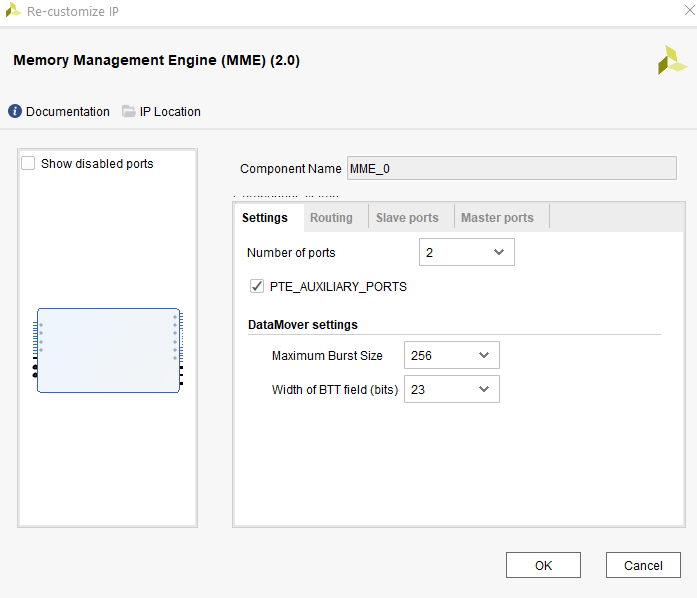 Re-customize IP
Memory Management Engine (MME) (2.0)
Documentation IP Location
Show disabled ports
Component Name MME_0
Settings Routing Slave ports Master ports
Number of ports 2
PTE_AUXILIARY_PORTS
DataMover settings
Maximum Burst Size 256
Width of BTT field (bits) 23
OK Cancel